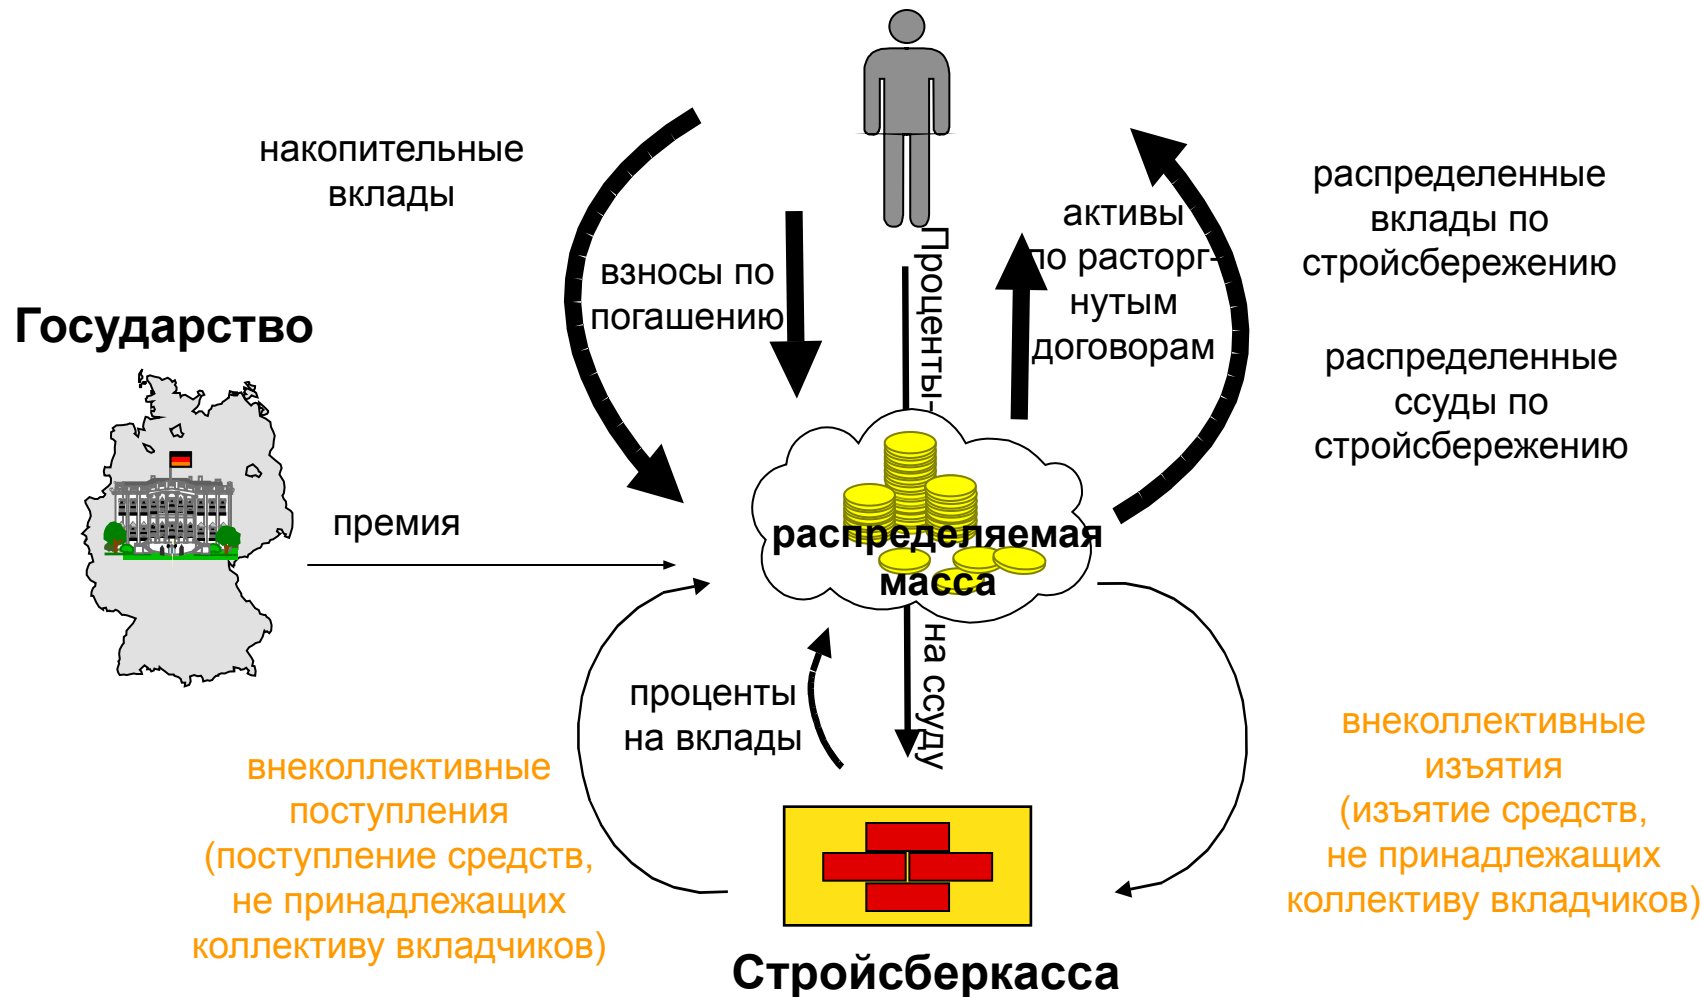 накопительные
вклады
взносы по
погашению
Проценты-
на ссуду
активы
по расторг-
нутым
договорам
распределенные
вклады по
стройсбережению
распределенные
ссуды по
стройсбережению
Государство
премия
распределяемая
масса
проценты
на вклады
внеколлективные
поступления
(поступление средств,
не принадлежащих
коллективу вкладчиков)
внеколлективные
изъятия
(изъятие средств,
не принадлежащих
коллективу вкладчиков)
Стройсберкасса